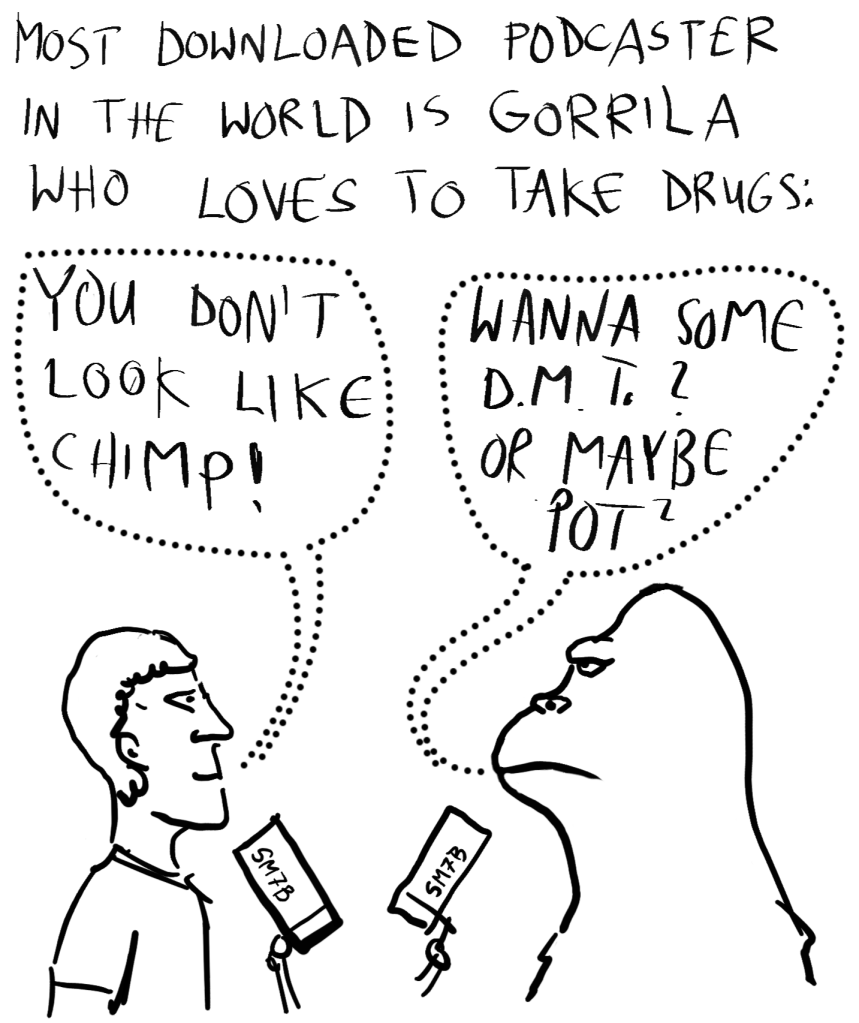 MOST DOWNLOADED PODCASTER
IN THE WORLD IS GORRILA
WHO LOVES TO TAKE DRUGS:
YOU DON'T
LOOK LIKE
CHIMP!
WANNA SOME
D.M.T.?
OR MAYBE
POT?
SM7B
SM7B